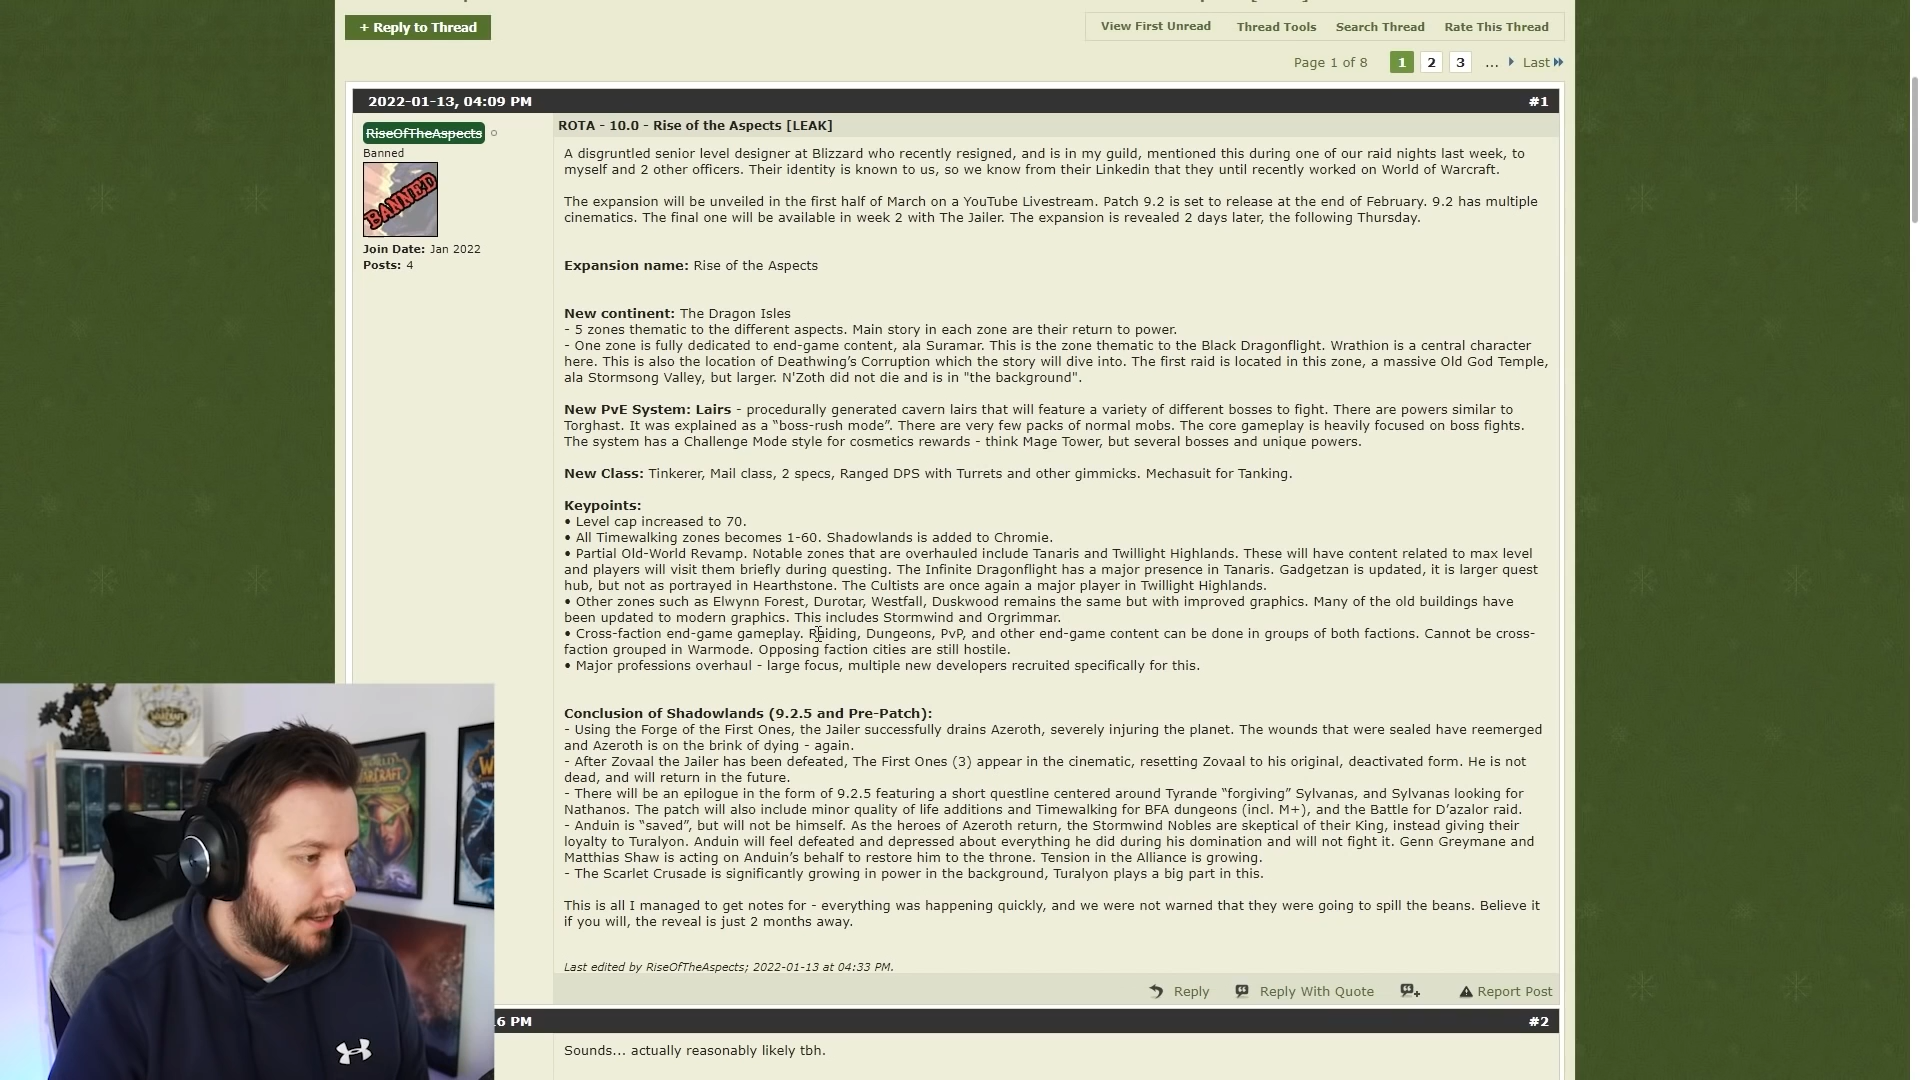 + Reply to Thread
View First Unread
Thread Tools
Search Thread
Rate This Thread
Page 1 of 8
1
2
3
...
Last
2022-01-13, 04:09 PM
#1
RiseOfTheAspects
Banned
BANNED
Join Date: Jan 2022
Posts: 4
ROTA - 10.0 - Rise of the Aspects [LEAK]
A disgruntled senior level designer at Blizzard who recently resigned, and is in my guild, mentioned this during one of our raid nights last week, to
myself and 2 other officers. Their identity is known to us, so we know from their Linkedin that they until recently worked on World of Warcraft.
The expansion will be unveiled in the first half of March on a YouTube Livestream. Patch 9.2 is set to release at the end of February. 9.2 has multiple
cinematics. The final one will be available in week 2 with The Jailer. The expansion is revealed 2 days later, the following Thursday.
Expansion name: Rise of the Aspects
New continent: The Dragon Isles
- 5 zones thematic to the different aspects. Main story in each zone are their return to power.
- One zone is fully dedicated to end-game content, ala Suramar. This is the zone thematic to the Black Dragonflight. Wrathion is a central character
here. This is also the location of Deathwing's Corruption which the story will dive into. The first raid is located in this zone, a massive Old God Temple,
ala Stormsong Valley, but larger. N'Zoth did not die and is in "the background".
New PvE System: Lairs - procedurally generated cavern lairs that will feature a variety of different bosses to fight. There are powers similar to
Torghast. It was explained as a “boss-rush mode”. There are very few packs of normal mobs. The core gameplay is heavily focused on boss fights.
The system has a Challenge Mode style for cosmetics rewards - think Mage Tower, but several bosses and unique powers.
New Class: Tinkerer, Mail class, 2 specs, Ranged DPS with Turrets and other gimmicks. Mechasuit for Tanking.
Keypoints:
• Level cap increased to 70.
• All Timewalking zones becomes 1-60. Shadowlands is added to Chromie.
• Partial Old-World Revamp. Notable zones that are overhauled include Tanaris and Twillight Highlands. These will have content related to max level
and players will visit them briefly during questing. The Infinite Dragonflight has a major presence in Tanaris. Gadgetzan is updated, it is larger quest
hub, but not as portrayed in Hearthstone. The Cultists are once again a major player in Twillight Highlands.
• Other zones such as Elwynn Forest, Durotar, Westfall, Duskwood remains the same but with improved graphics. Many of the old buildings have
been updated to modern graphics. This includes Stormwind and Orgrimmar.
• Cross-faction end-game gameplay. Raiding, Dungeons, PvP, and other end-game content can be done in groups of both factions. Cannot be cross-
faction grouped in Warmode. Opposing faction cities are still hostile.
• Major professions overhaul - large focus, multiple new developers recruited specifically for this.
Conclusion of Shadowlands (9.2.5 and Pre-Patch):
- Using the Forge of the First Ones, the Jailer successfully drains Azeroth, severely injuring the planet. The wounds that were sealed have reemerged
and Azeroth is on the brink of dying - again.
- After Zovaal the Jailer has been defeated, The First Ones (3) appear in the cinematic, resetting Zovaal to his original, deactivated form. He is not
dead, and will return in the future.
- There will be an epilogue in the form of 9.2.5 featuring a short questline centered around Tyrande “forgiving” Sylvanas, and Sylvanas looking for
Nathanos. The patch will also include minor quality of life additions and Timewalking for BFA dungeons (incl. M+), and the Battle for D’azalor raid.
- Anduin is “saved”, but will not be himself. As the heroes of Azeroth return, the Stormwind Nobles are skeptical of their King, instead giving their
loyalty to Turalyon. Anduin will feel defeated and depressed about everything he did during his domination and will not fight it. Genn Greymane and
Matthias Shaw is acting on Anduin’s behalf to restore him to the throne. Tension in the Alliance is growing.
- The Scarlet Crusade is significantly growing in power in the background, Turalyon plays a big part in this.
This is all I managed to get notes for - everything was happening quickly, and we were not warned that they were going to spill the beans. Believe it
if you will, the reveal is just 2 months away.
Last edited by RiseOfTheAspects; 2022-01-13 at 04:33 PM.
Reply
Reply With Quote
Report Post
6 PM
#2
Sounds... actually reasonably likely tbh.